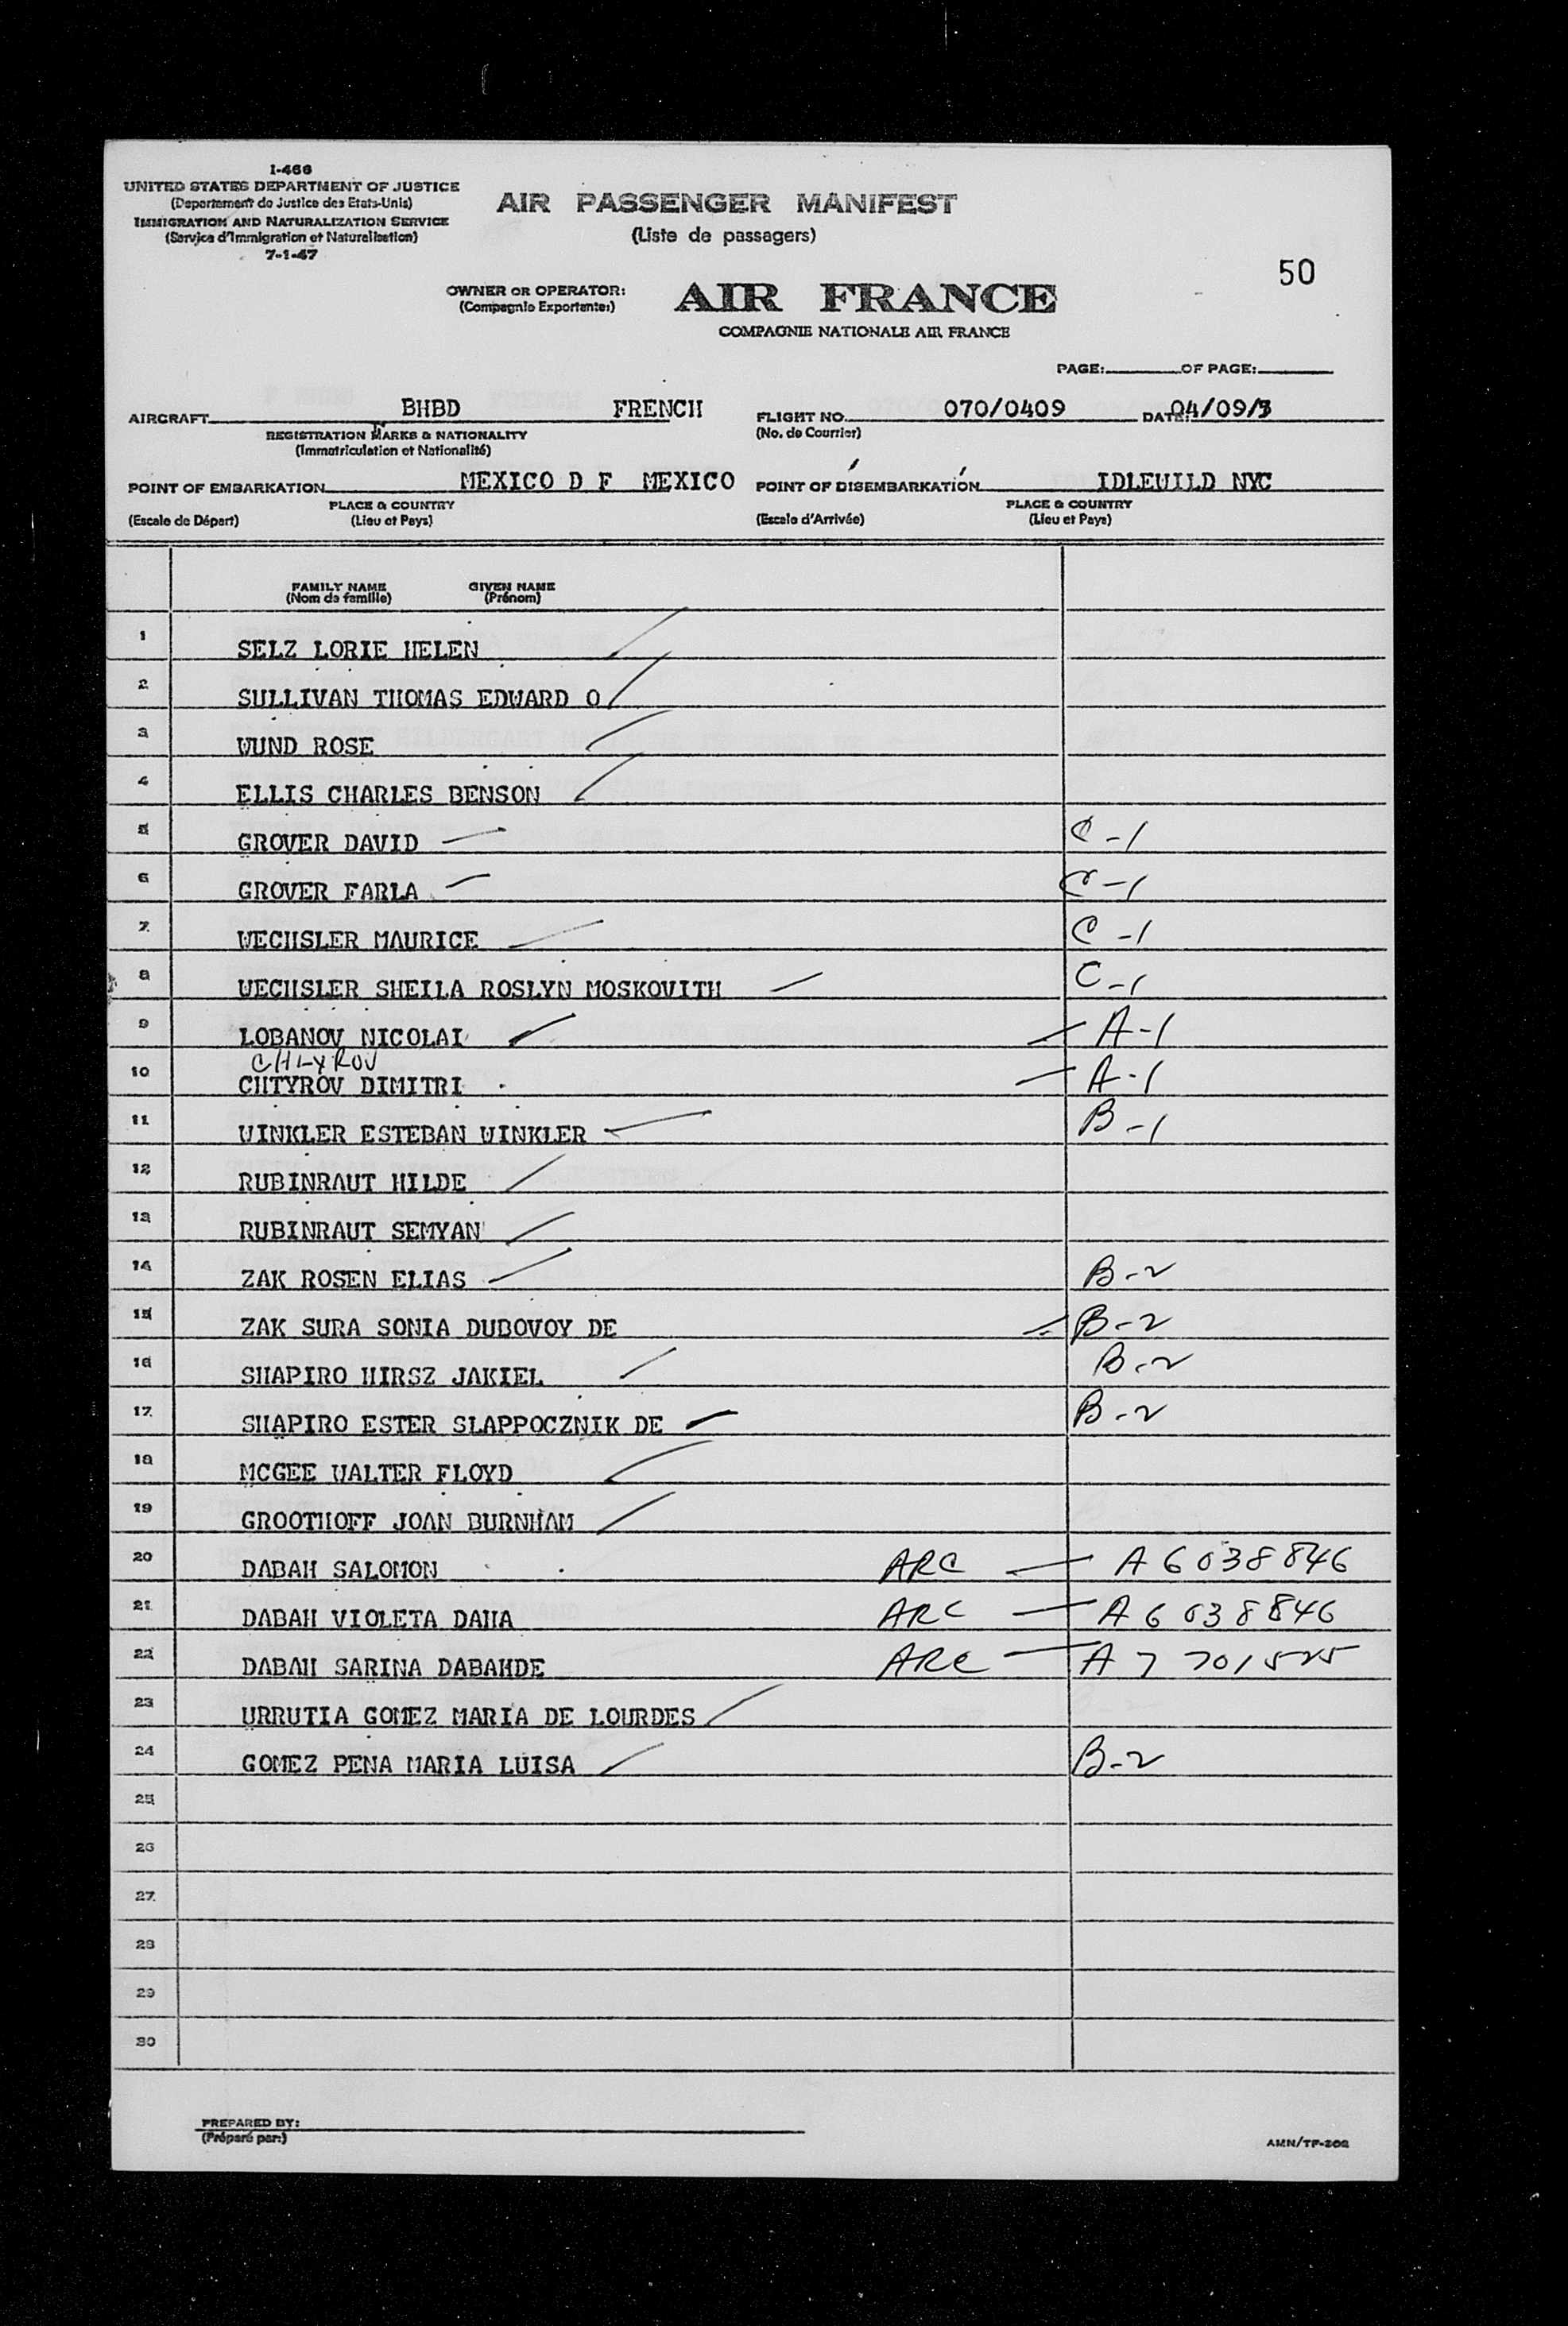 I-466
UNITED STATES DEPARTMENT OF JUSTICE
(Departement de Justice des Etats-Unis)
IMMIGRATION AND NATURALIZATION SERVICE
(Service d'Immigration et Naturalisation)
7-1-47
AIR PASSENGER MANIFEST
(Liste de passagers)
50
OWNER OR OPERATOR: AIR FRANCE
(Compagnie Exportante:)
COMPAGNIE NATIONALE AIR FRANCE
PAGE: OF PAGE:
AIRCRAFT BHBD FRENCH FLIGHT NO. 070/0409 DATE: 04/09/
REGISTRATION MARKS & NATIONALITY (No. de Courrier)
(Immatriculation et Nationalité)
POINT OF EMBARKATION MEXICO D F MEXICO POINT OF DISEMBARKATION IDLEWILD NYC
PLACE & COUNTRY PLACE & COUNTRY
(Escale de Départ) (Lieu et Pays) (Escale d'Arrivée) (Lieu et Pays)
FAMILY NAME GIVEN NAME
(Nom de famille) (Prénom)
1 SELZ LORIE HELEN
2 SULLIVAN THOMAS EDWARD O
3 WUND ROSE
4 ELLIS CHARLES BENSON
5 GROVER DAVID C-1
6 GROVER FARLA C-1
7 WECHSLER MAURICE C-1
8 WECHSLER SHEILA ROSLYN MOSKOVITH C-1
9 LOBANOV NICOLAI A-1
CHLYROV
10 CHTYROV DIMITRI A-1
11 WINKLER ESTEBAN WINKLER B-1
12 RUBINRAUT HILDE
13 RUBINRAUT SEMYAN
14 ZAK ROSEN ELIAS B-2
15 ZAK SURA SONIA DUBOVOY DE B-2
16 SHAPIRO HIRSZ JAKIEL B-2
17 SHAPIRO ESTER SLAPPOCZNIK DE B-2
18 MCGEE WALTER FLOYD
19 GROOTHOFF JOAN BURNHAM
20 DABAH SALOMON ARC A6038846
21 DABAH VIOLETA DAHA ARC A6038846
22 DABAH SARINA DABAHDE ARC A7701525
23 URRUTIA GOMEZ MARIA DE LOURDES
24 GOMEZ PENA MARIA LUISA B-2
25
26
27
28
29
30
PREPARED BY:
(Préparé par:)
AMN/TF-302